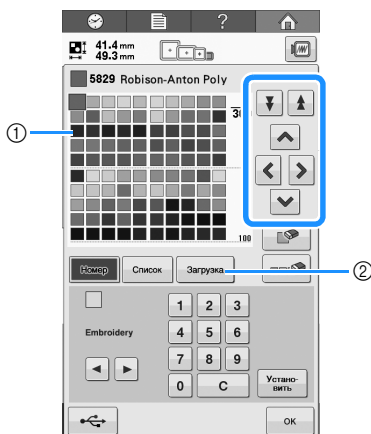 41.4 mm
49.3 mm
5829 Robison-Anton Poly
①
100
Номер
Список
Загрузка
②
Embroidery
1 2 3
4 5 6
7 8 9
0 C
Устано-
вить
OK